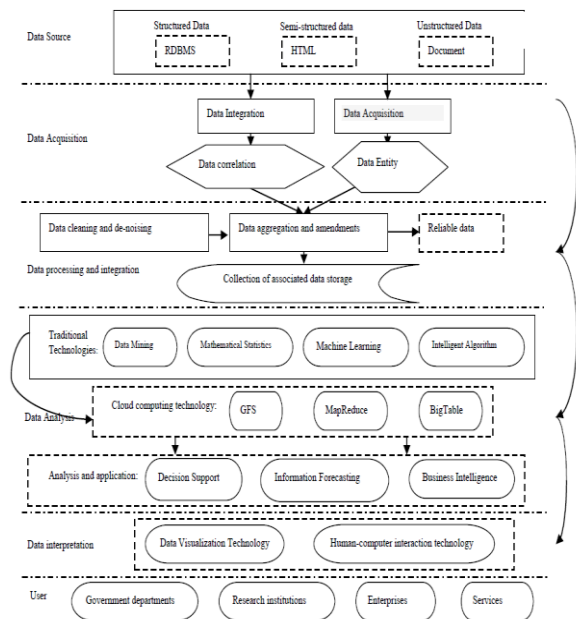 Structured Data Semi-structured data Unstructured Data
Data Source
RDBMS HTML Document
Data Integration Data Acquisition
Data Acquisition
Data correlation Data Entity
Data cleaning and de-noising Data aggregation and amendments Reliable data
Data processing and integration
Collection of associated data storage
Traditional
Technologies: Data Mining Mathematical Statistics Machine Learning Intelligent Algorithm
Cloud computing technology: GFS MapReduce BigTable
Data Analysis
Analysis and application: Decision Support Information Forecasting Business Intelligence
Data interpretation Data Visualization Technology Human-computer interaction technology
User Government departments Research institutions Enterprises Services